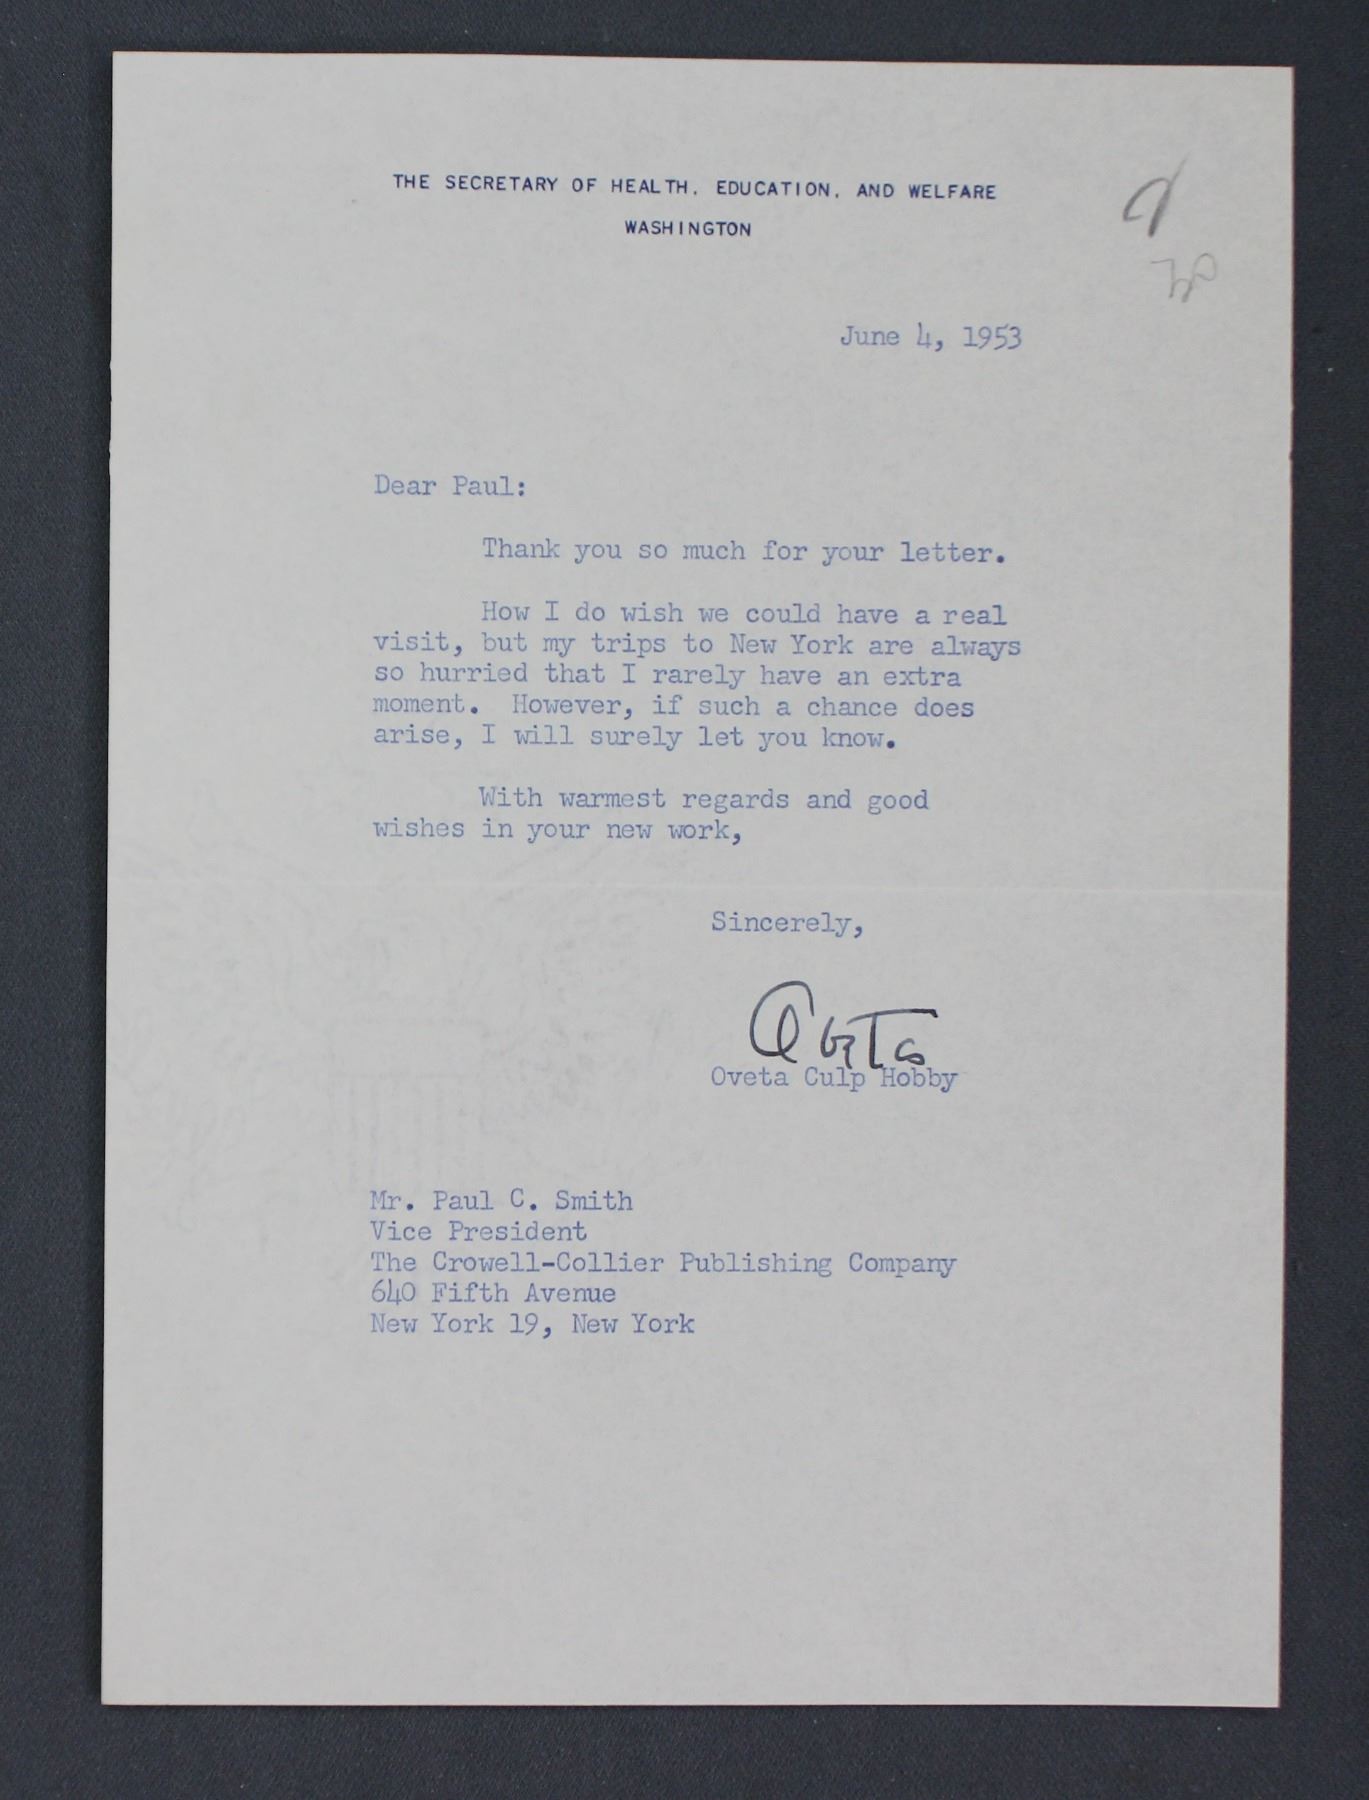 THE SECRETARY OF HEALTH, EDUCATION, AND WELFARE
WASHINGTON
June 4, 1953
Dear Paul:
Thank you so much for your letter.
How I do wish we could have a real
visit, but my trips to New York are always
so hurried that I rarely have an extra
moment. However, if such a chance does
arise, I will surely let you know.
With warmest regards and good
wishes in your new work,
Sincerely,
Oveta
Oveta Culp Hobby
Mr. Paul C. Smith
Vice President
The Crowell-Collier Publishing Company
640 Fifth Avenue
New York 19, New York